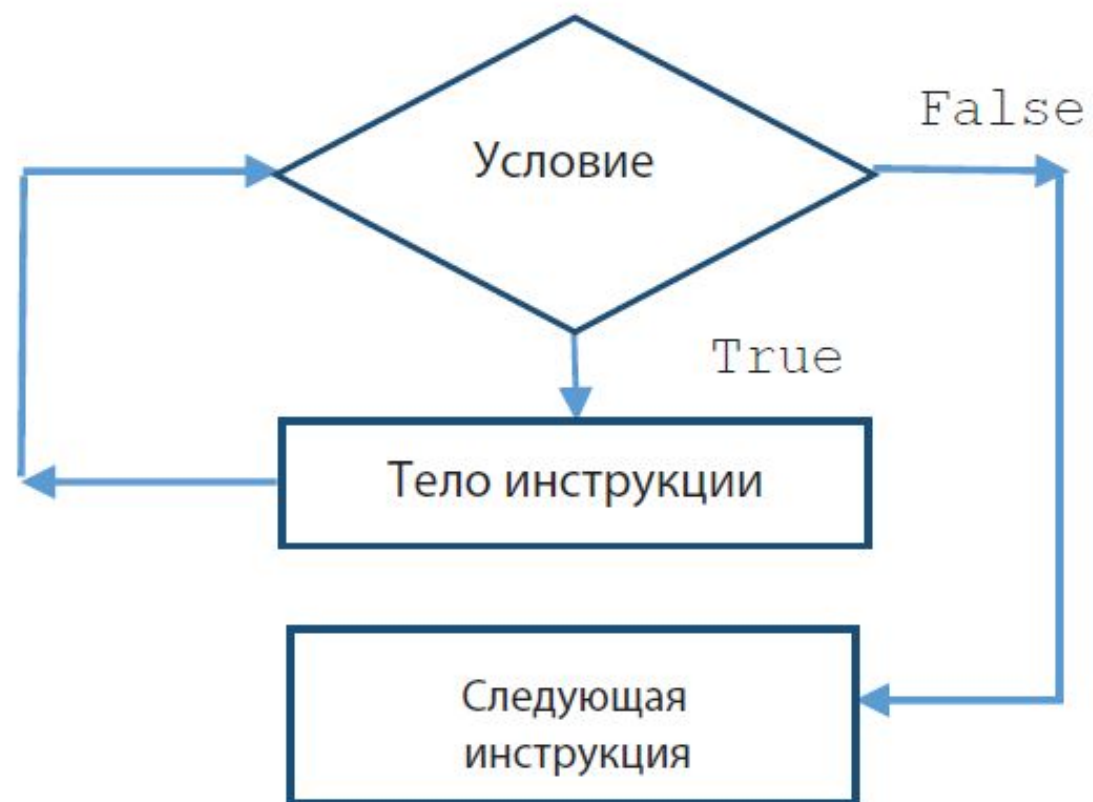 False
Условие
True
Тело инструкции
Следующая
инструкция